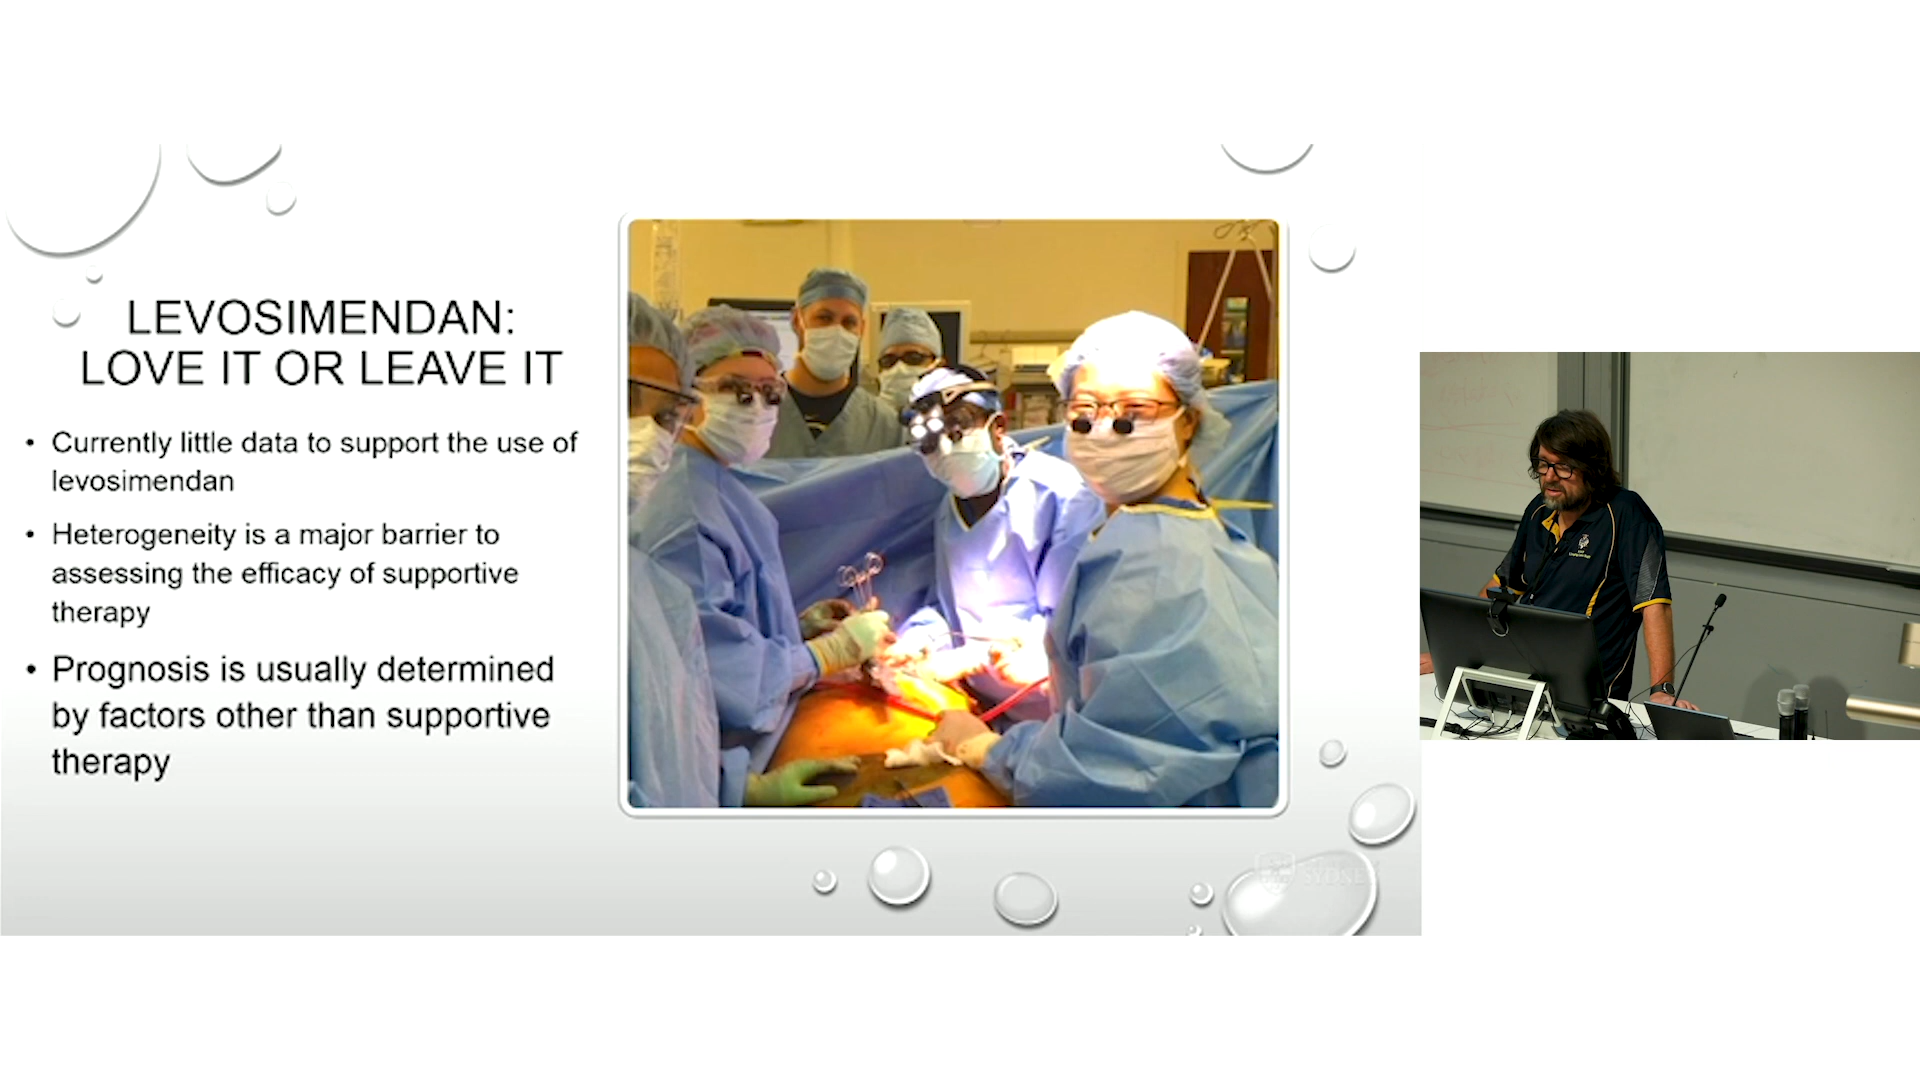 LEVOSIMENDAN:
LOVE IT OR LEAVE IT
• Currently little data to support the use of
levosimendan
• Heterogeneity is a major barrier to
assessing the efficacy of supportive
therapy
• Prognosis is usually determined
by factors other than supportive
therapy
SYDNEY